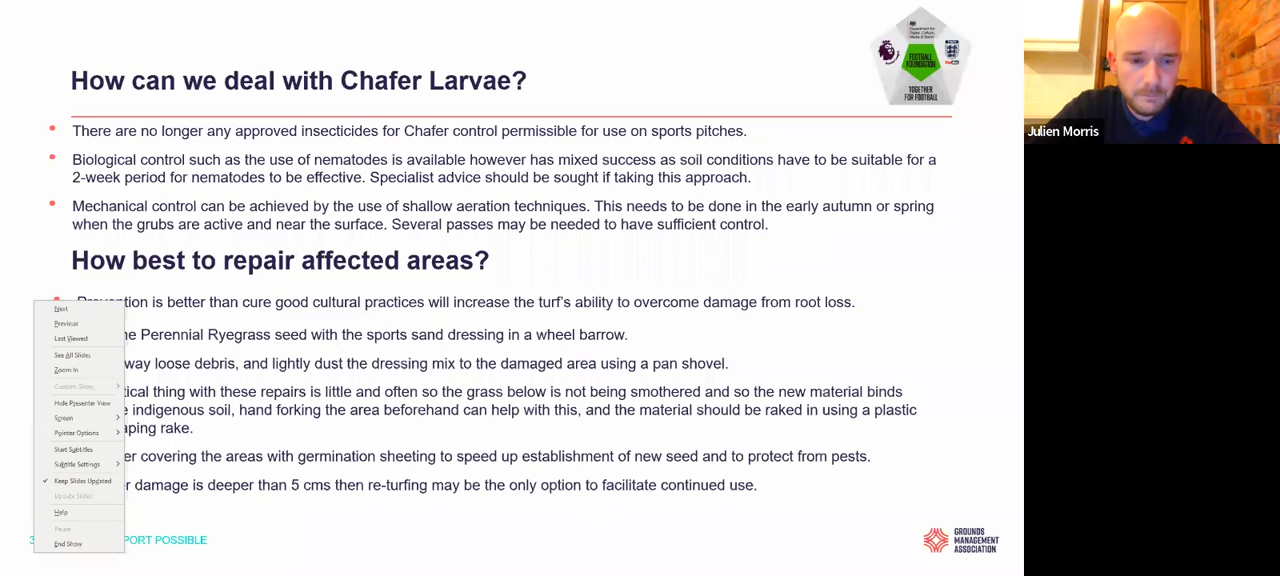 How can we deal with Chafer Larvae?
Department for
Digital, Culture,
Media & Sport
FOOTBALL
FOUNDATION
TOGETHER
FOR FOOTBALL
Julien Morris
There are no longer any approved insecticides for Chafer control permissible for use on sports pitches.
Biological control such as the use of nematodes is available however has mixed success as soil conditions have to be suitable for a
2-week period for nematodes to be effective. Specialist advice should be sought if taking this approach.
Mechanical control can be achieved by the use of shallow aeration techniques. This needs to be done in the early autumn or spring
when the grubs are active and near the surface. Several passes may be needed to have sufficient control.
How best to repair affected areas?
is better than cure good cultural practices will increase the turf's ability to overcome damage from root loss.
Perennial Ryegrass seed with the sports sand dressing in a wheel barrow.
way loose debris, and lightly dust the dressing mix to the damaged area using a pan shovel.
tical thing with these repairs is little and often so the grass below is not being smothered and so the new material binds
indigenous soil, hand forking the area beforehand can help with this, and the material should be raked in using a plastic
aping rake.
er covering the areas with germination sheeting to speed up establishment of new seed and to protect from pests.
r damage is deeper than 5 cms then re-turfing may be the only option to facilitate continued use.
Next
Previous
Last Viewed
See All Slides
Zoom In
Custom Show
Hide Presenter View
Screen
Pointer Options
Start Subtitles
Subtitle Settings
Keep Slides Updated
Update Slides
Help
Pause
End Show
PORT POSSIBLE
GROUNDS
MANAGEMENT
ASSOCIATION